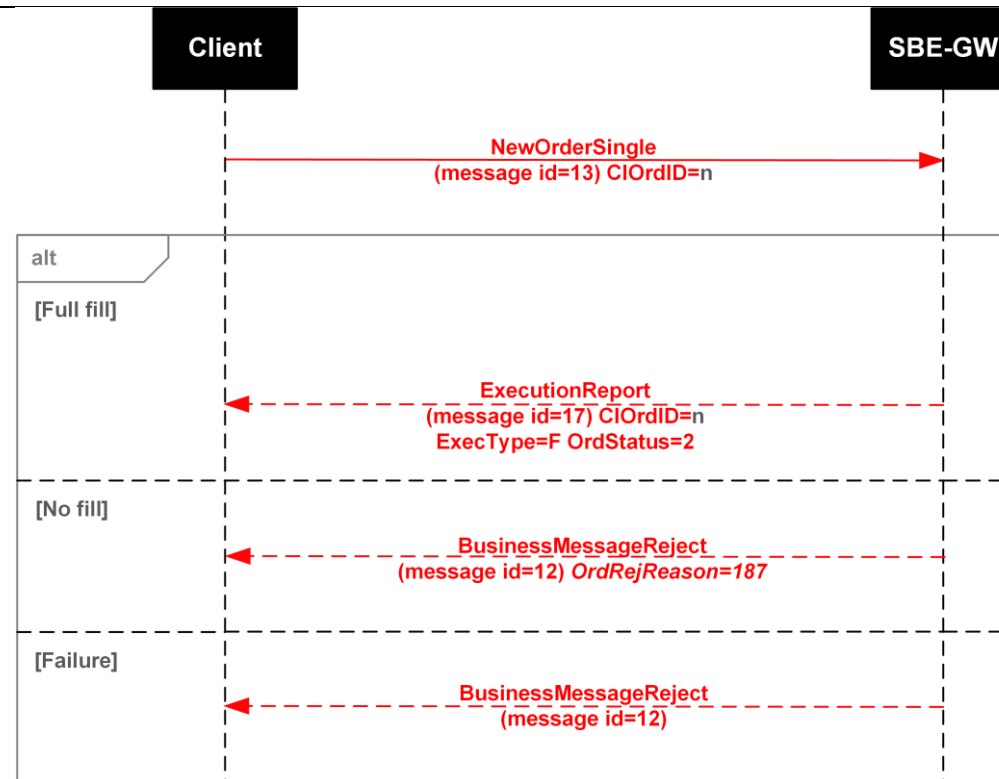 Client
SBE-GW
NewOrderSingle
(message id=13) ClOrdID=n
alt
[Full fill]
ExecutionReport
(message id=17) ClOrdID=n
ExecType=F OrdStatus=2
[No fill]
BusinessMessageReject
(message id=12) OrdRejReason=187
[Failure]
BusinessMessageReject
(message id=12)